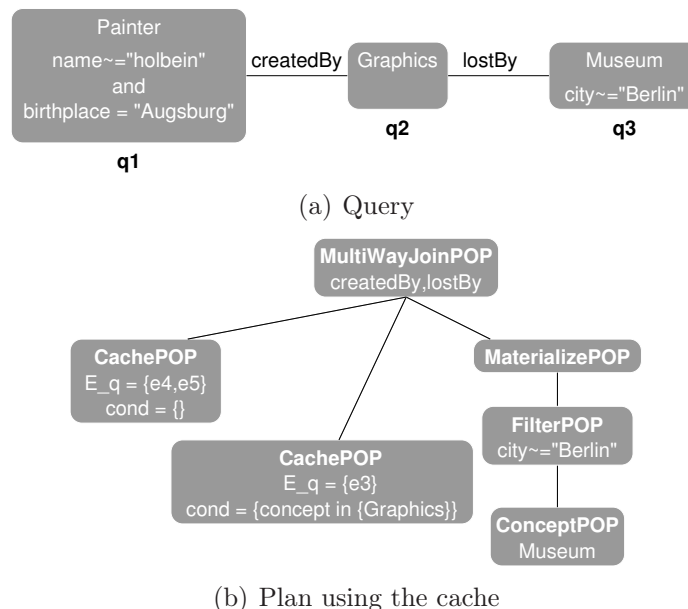 Painter
name~="holbein"
and
birthplace = "Augsburg"
createdBy
Graphics
lostBy
Museum
city~="Berlin"
q1
q2
q3
(a) Query
MultiWayJoinPOP
createdBy,lostBy
CachePOP
E_q = {e4,e5}
cond = {}
MaterializePOP
FilterPOP
city~="Berlin"
CachePOP
E_q = {e3}
cond = {concept in {Graphics}}
ConceptPOP
Museum
(b) Plan using the cache